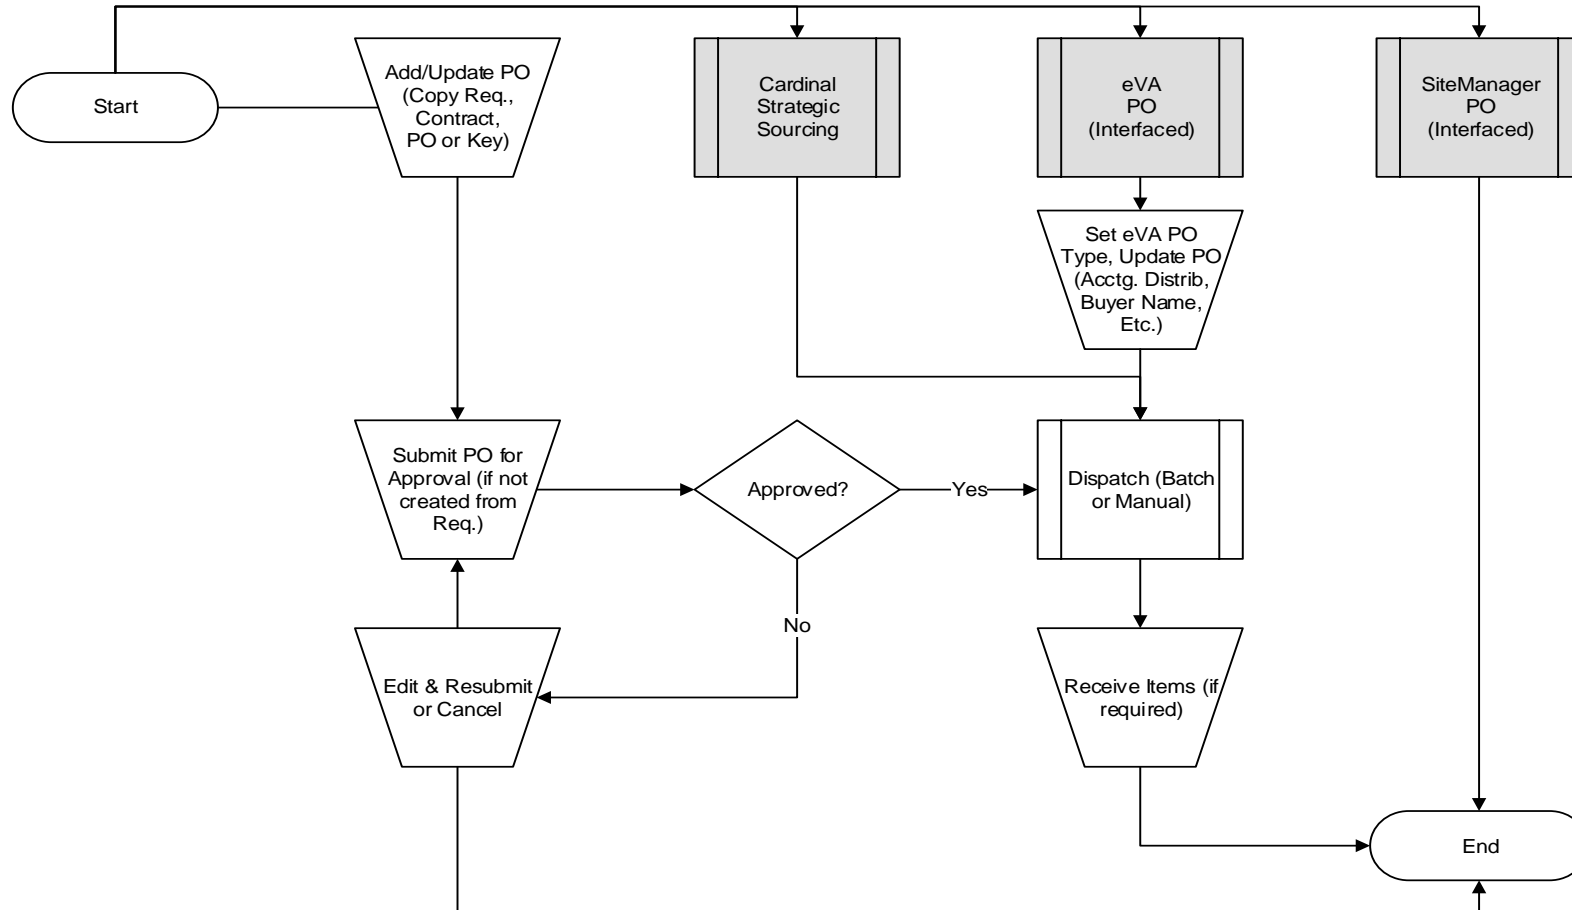 Start
Add/Update PO
(Copy Req.,
Contract,
PO or Key)
Cardinal
Strategic
Sourcing
eVA
PO
(Interfaced)
SiteManager
PO
(Interfaced)
Set eVA PO
Type, Update PO
(Acctg. Distrib,
Buyer Name,
Etc.)
Submit PO for
Approval (if not
created from
Req.)
Approved?
Yes
Dispatch (Batch
or Manual)
No
Edit & Resubmit
or Cancel
Receive Items (if
required)
End